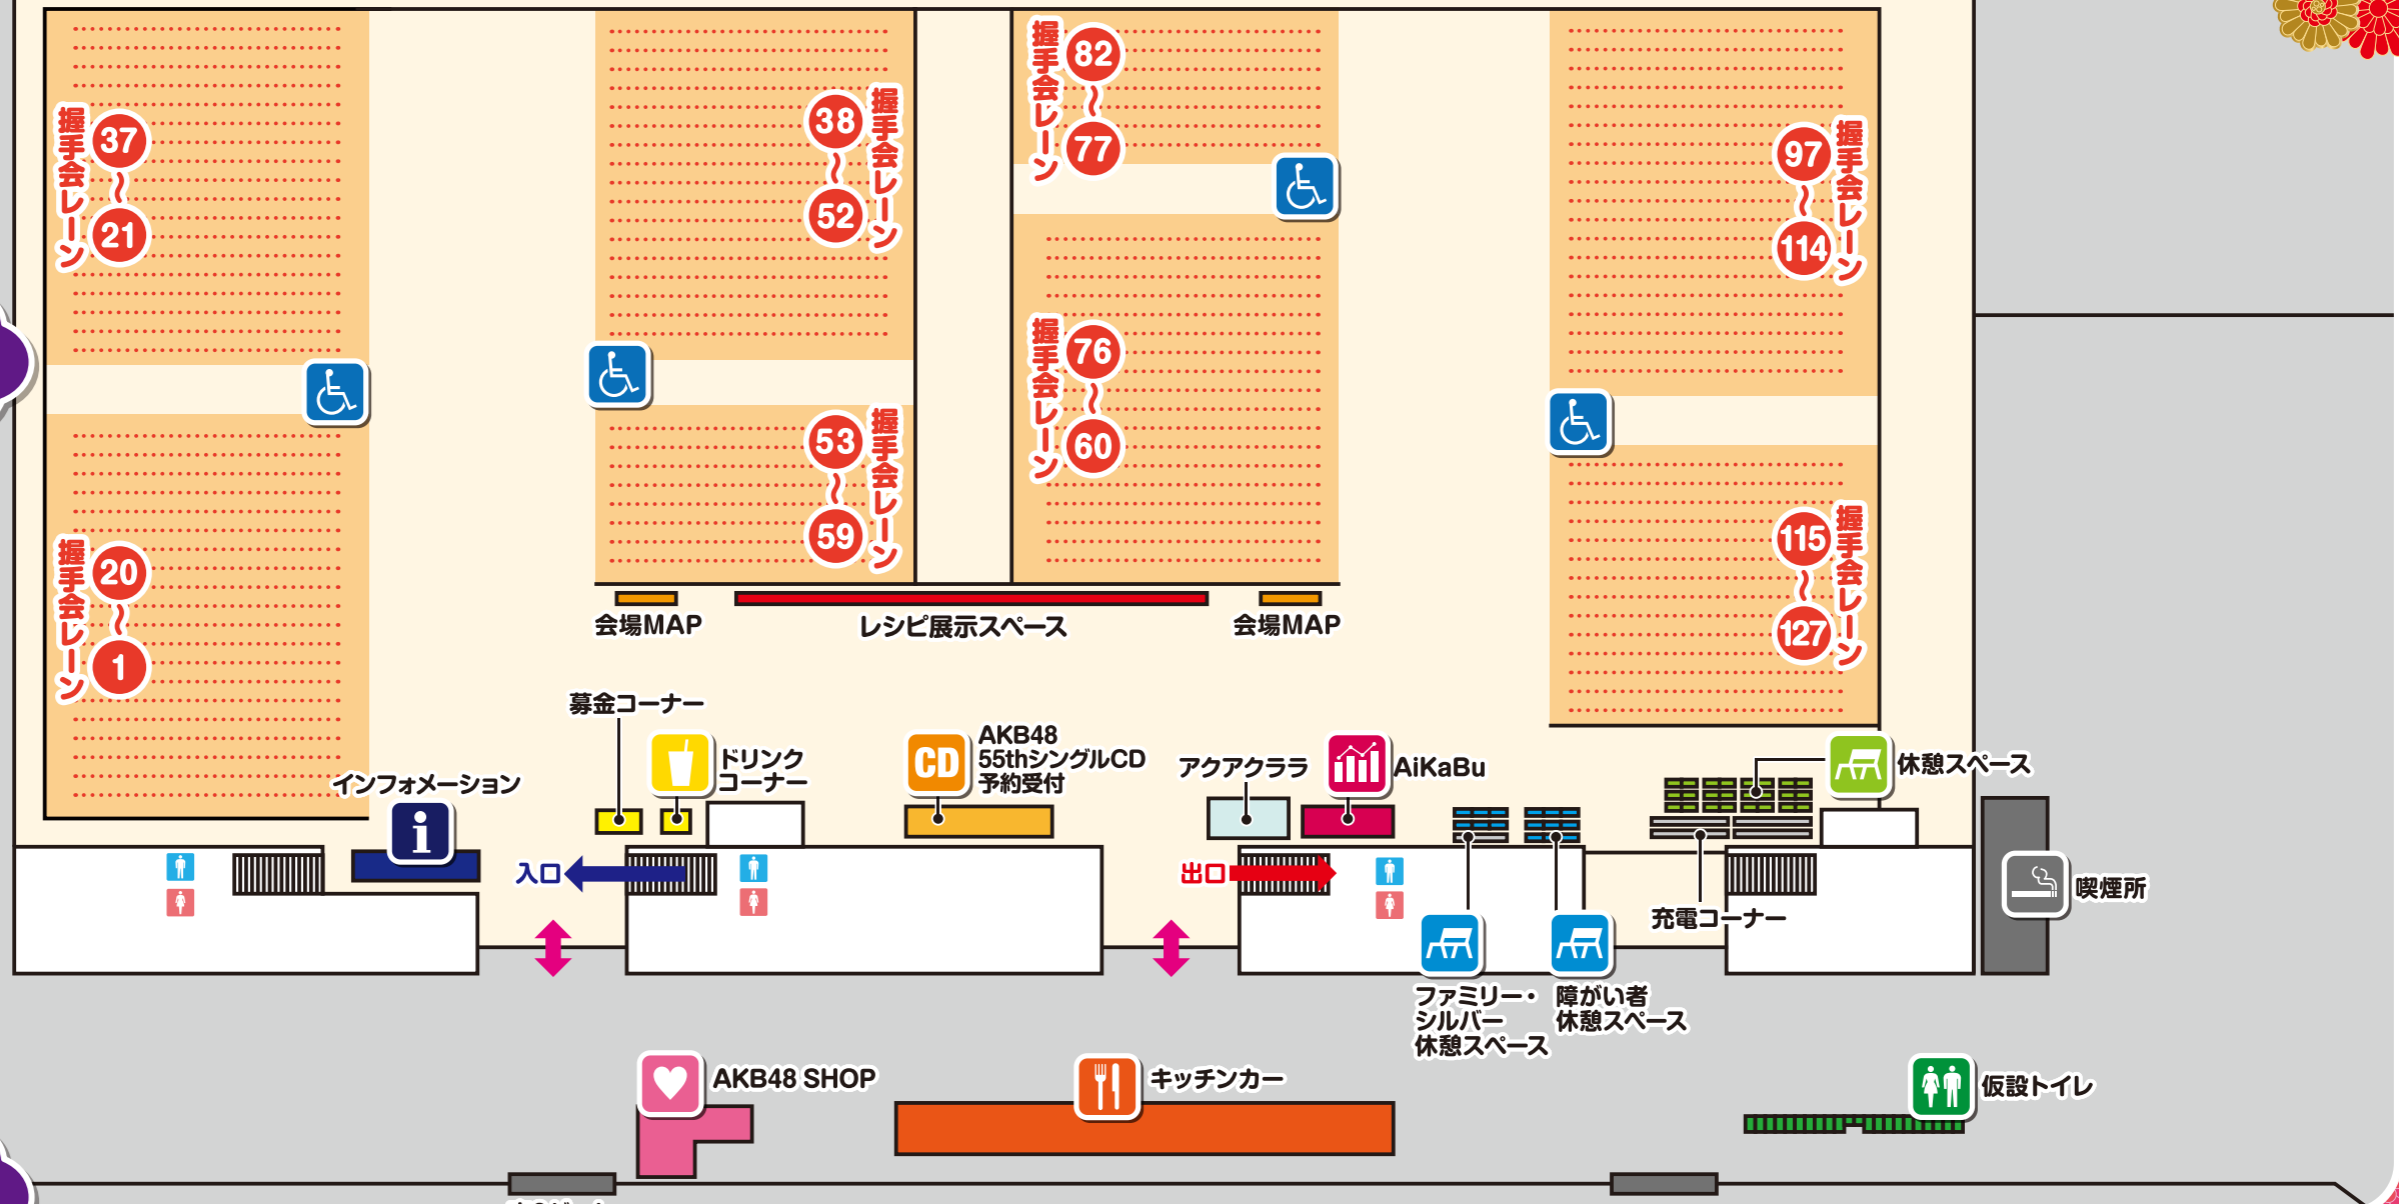 握手会レーン
37
~
21
握手会レーン
38
~
52
握手会レーン
82
~
77
握手会レーン
97
~
114
握手会レーン
20
~
1
握手会レーン
53
~
59
握手会レーン
76
~
60
握手会レーン
115
~
127
会場MAP
レシピ展示スペース
会場MAP
募金コーナー
ドリンク
コーナー
CD
AKB48
55thシングルCD
予約受付
アクアクララ
AiKaBu
休憩スペース
インフォメーション
i
入口
出口
充電コーナー
喫煙所
ファミリー・
シルバー
休憩スペース
障がい者
休憩スペース
AKB48 SHOP
キッチンカー
仮設トイレ